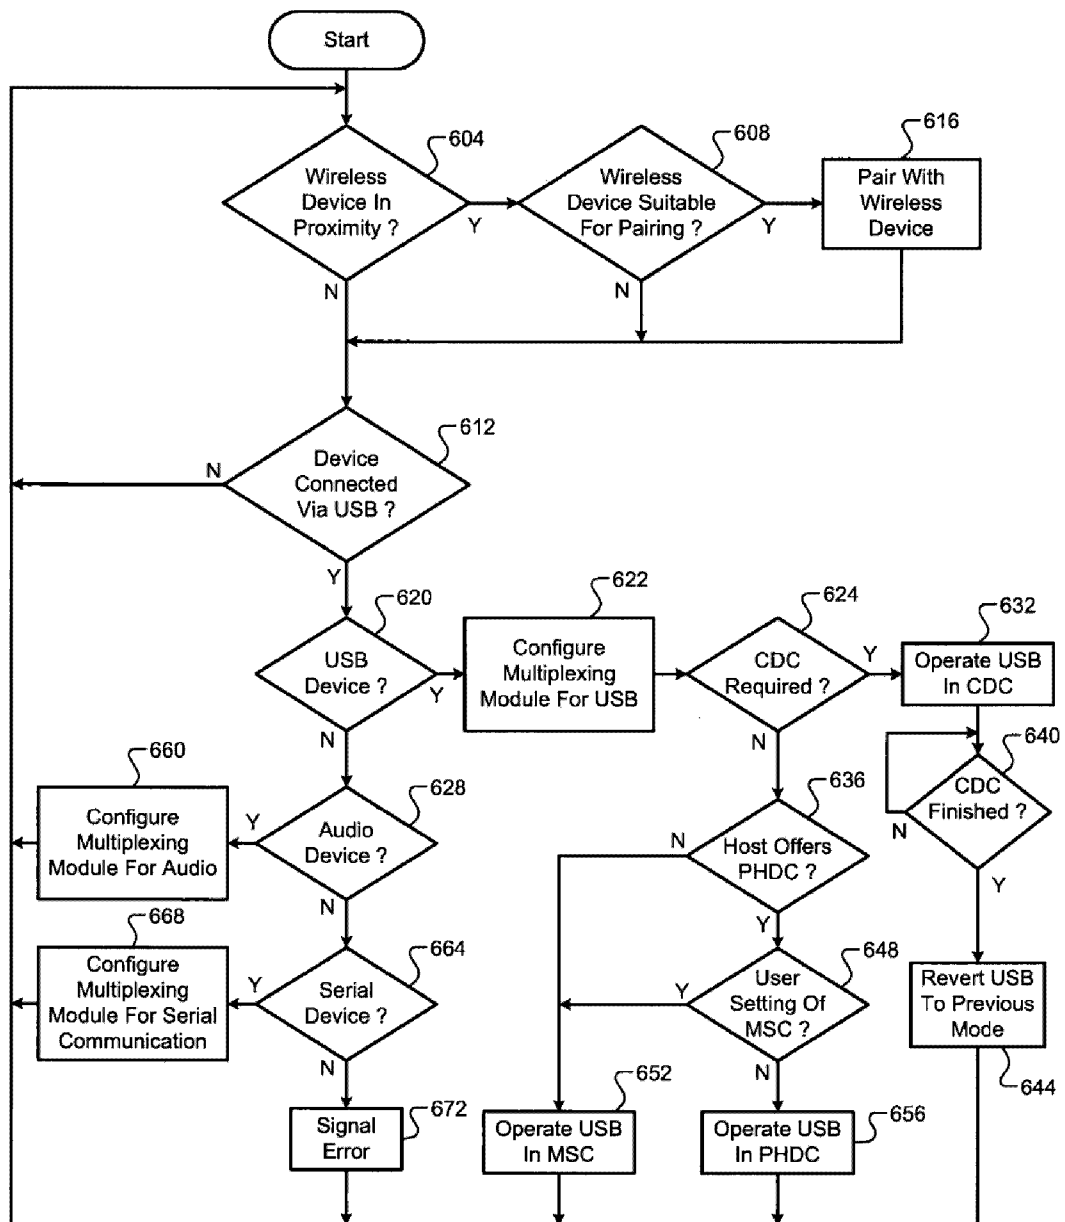 Start
604
Wireless
Device In
Proximity ?
Y
N
608
Wireless
Device Suitable
For Pairing ?
Y
N
616
Pair With
Wireless
Device
612
Device
Connected
Via USB ?
N
Y
620
USB
Device ?
Y
N
622
Configure
Multiplexing
Module For USB
624
CDC
Required ?
Y
N
632
Operate USB
In CDC
640
CDC
Finished ?
N
Y
660
Configure
Multiplexing
Module For Audio
628
Audio
Device ?
Y
N
636
Host Offers
PHDC ?
N
Y
668
Configure
Multiplexing
Module For Serial
Communication
664
Serial
Device ?
Y
N
648
User
Setting Of
MSC ?
Y
N
Revert USB
To Previous
Mode
644
672
Signal
Error
652
Operate USB
In MSC
656
Operate USB
In PHDC